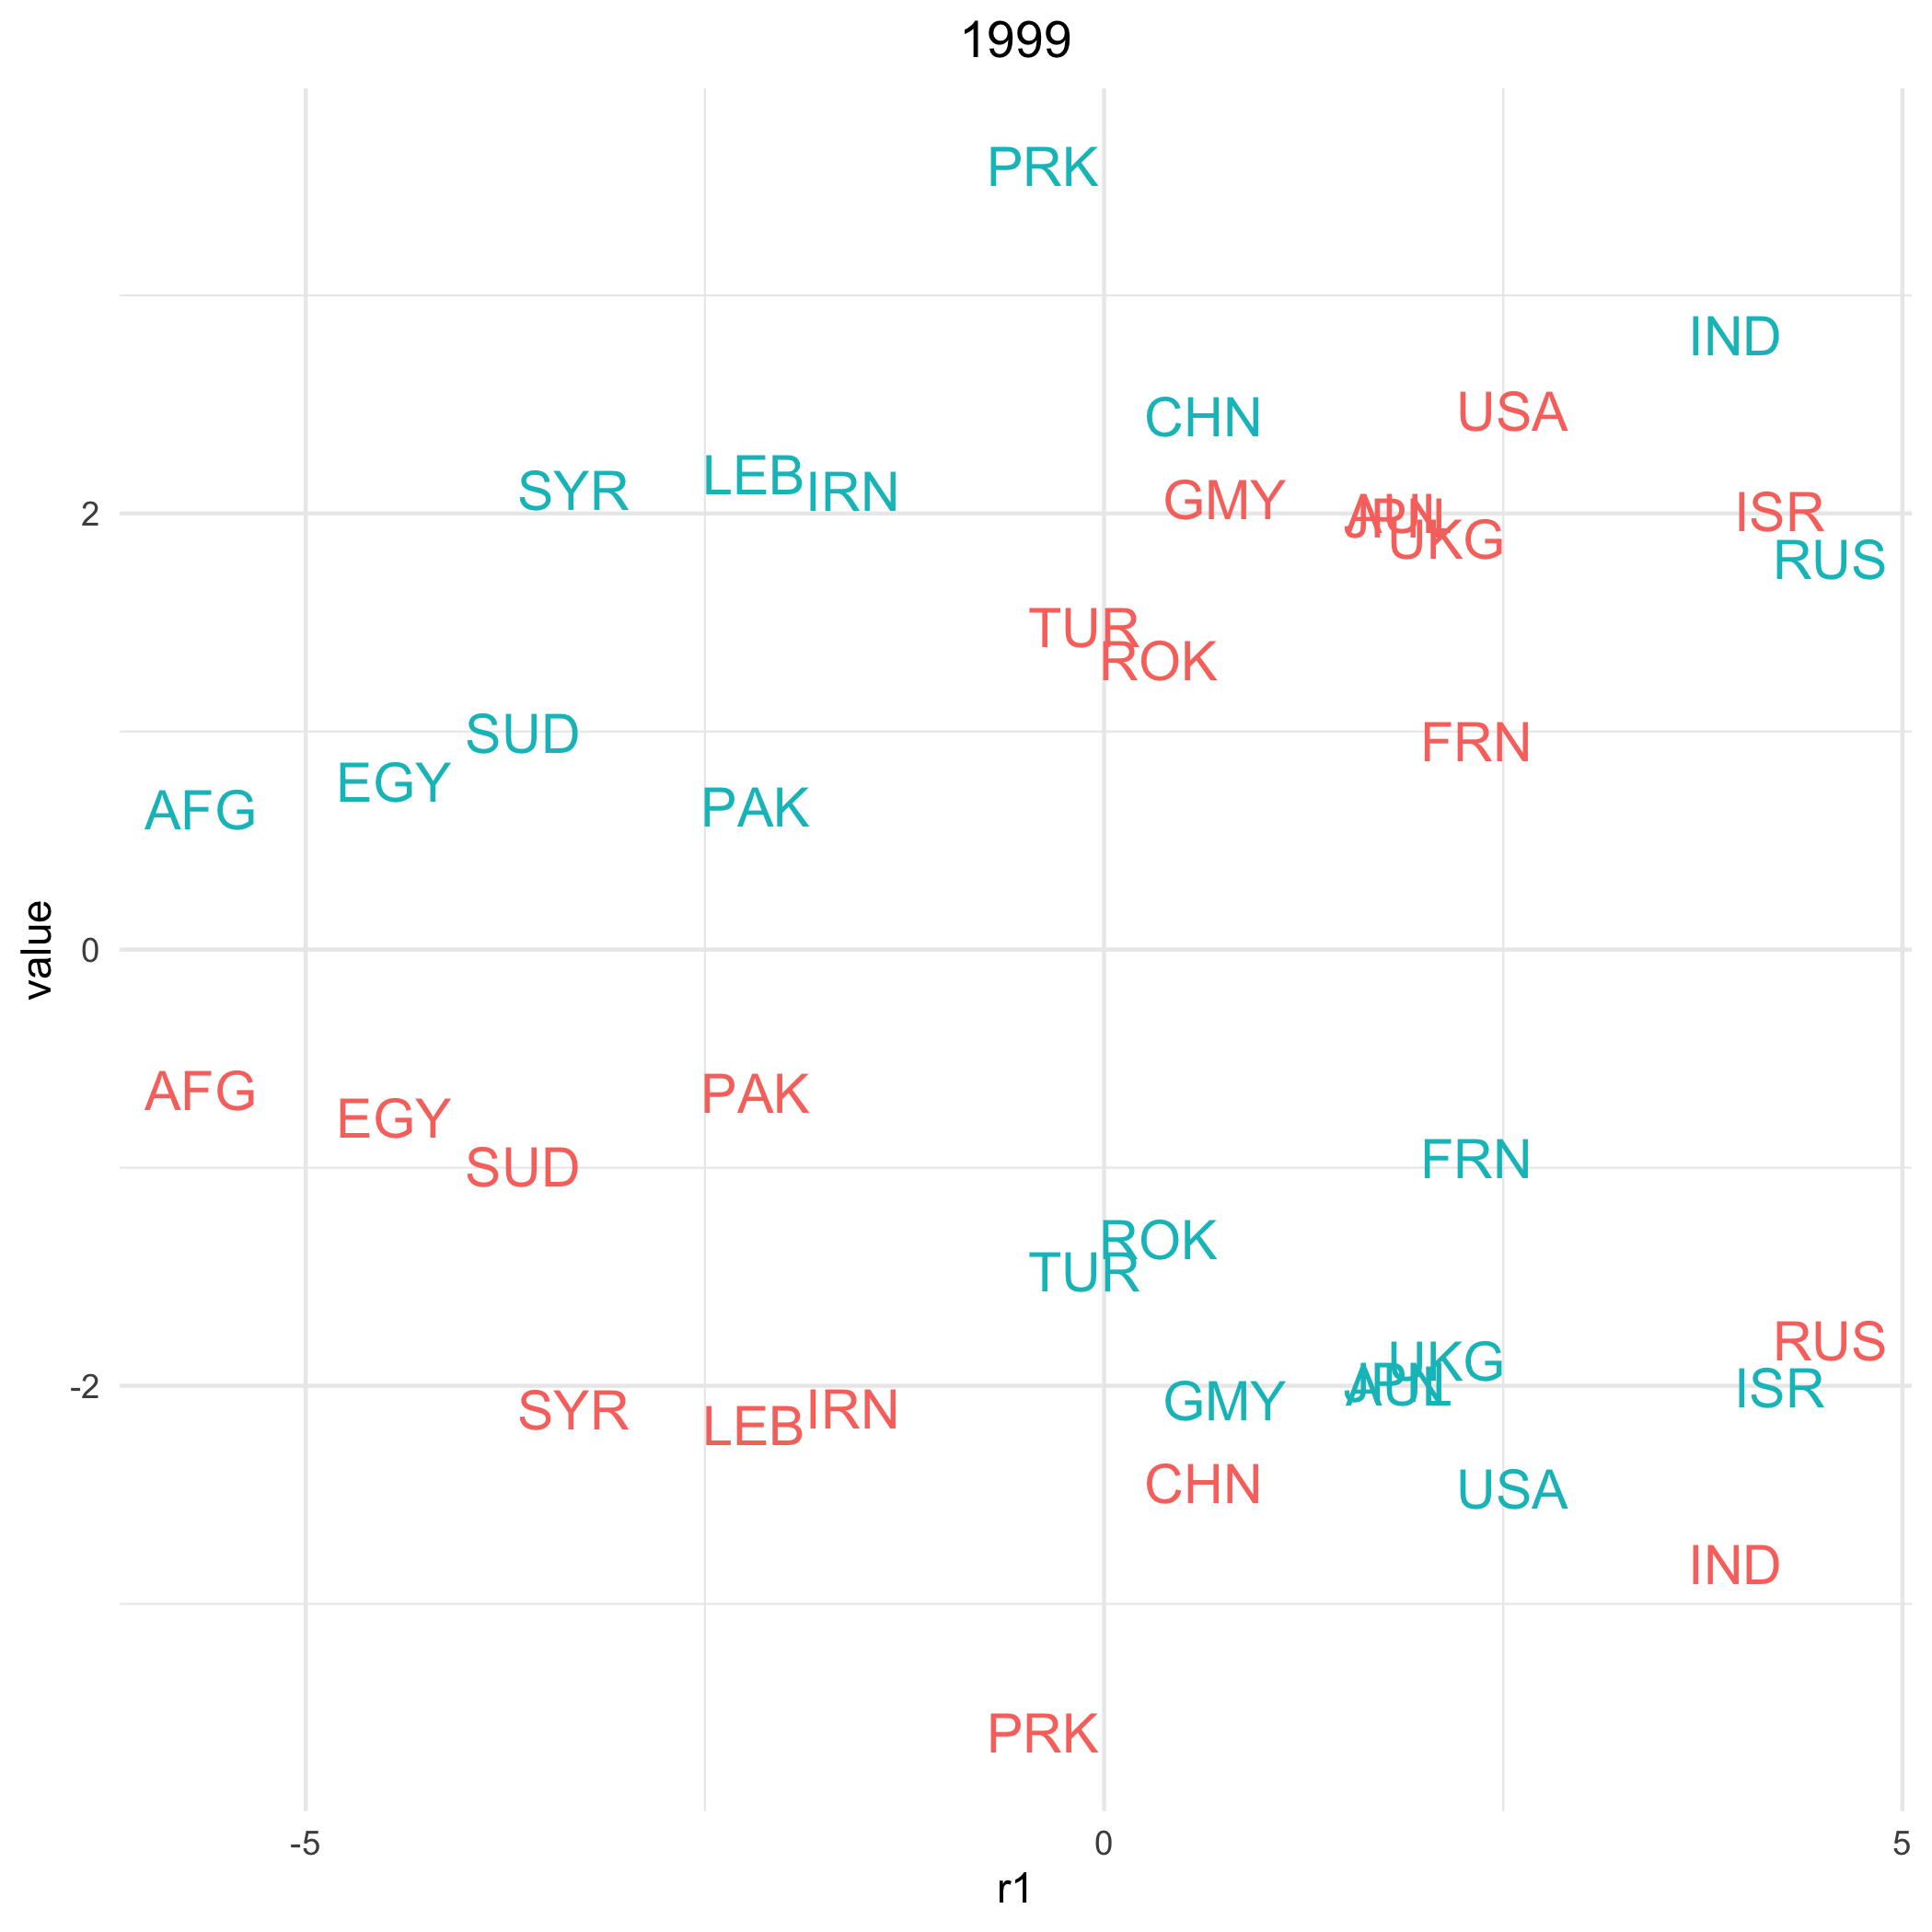 1999
PRK
IND
USA
CHN
LEB
SYR
IRN
GMY
ISR
2
UKG
RUS
TUR
ROK
SUD
FRN
EGY
AFG
PAK
value
0
AFG
PAK
EGY
SUD
FRN
ROK
TUR
RUS
UKG
-2
ISR
GMY
SYR
IRN
LEB
CHN
USA
IND
PRK
-5
0
5
r1